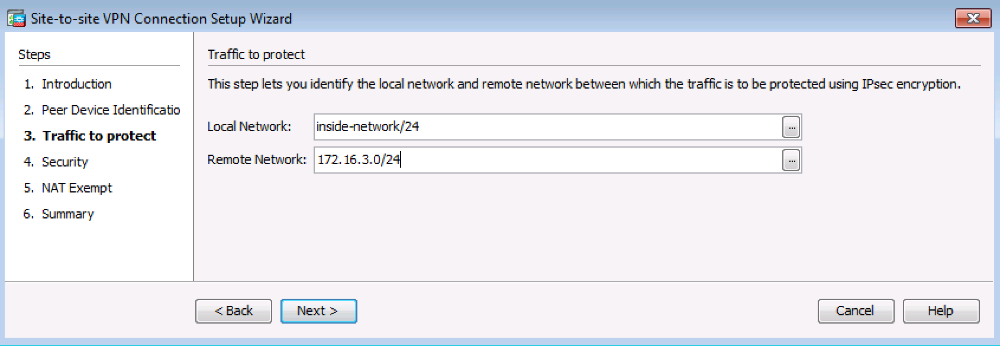 Site-to-site VPN Connection Setup Wizard
Steps
1. Introduction
2. Peer Device Identificatio
3. Traffic to protect
4. Security
5. NAT Exempt
6. Summary
Traffic to protect
This step lets you identify the local network and remote network between which the traffic is to be protected using IPsec encryption.
Local Network: inside-network/24 ...
Remote Network: 172.16.3.0/24 ...
< Back Next > Cancel Help